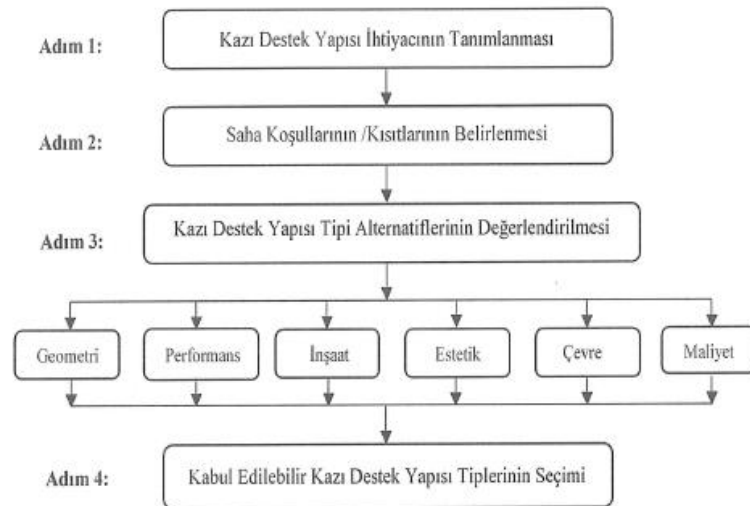 Adım 1:
Kazı Destek Yapısı İhtiyacının Tanımlanması
Adım 2:
Saha Koşullarının /Kısıtlarının Belirlenmesi
Adım 3:
Kazı Destek Yapısı Tipi Alternatiflerinin Değerlendirilmesi
Geometri
Performans
İnşaat
Estetik
Çevre
Maliyet
Adım 4:
Kabul Edilebilir Kazı Destek Yapısı Tiplerinin Seçimi